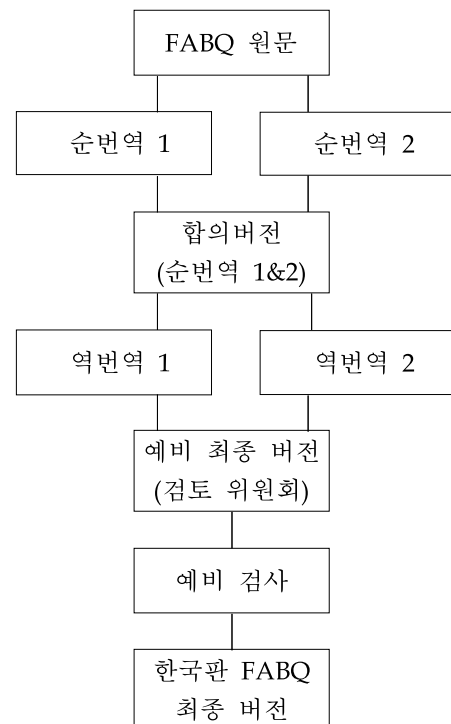 FABQ 원문
순번역 1
순번역 2
합의버전
(순번역 1&2)
역번역 1
역번역 2
예비 최종 버전
(검토 위원회)
예비 검사
한국판 FABQ
최종 버전